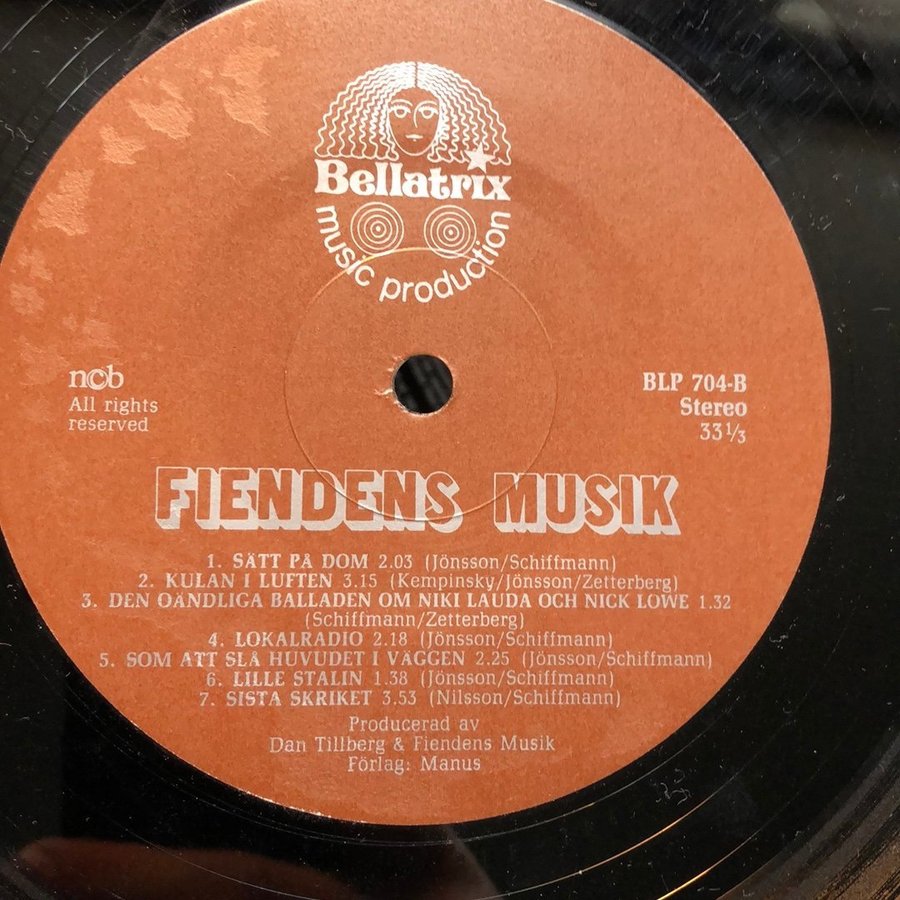 Bellatrix
music production
ncb
All rights
reserved
BLP 704-B
Stereo
33⅓
FIENDENS MUSIK
1. SÄTT PÅ DOM 2.03 (Jönsson/Schiffmann)
2. KULAN I LUFTEN 3.15 (Kempinsky/Jönsson/Zetterberg)
3. DEN OÄNDLIGA BALLADEN OM NIKI LAUDA OCH NICK LOWE 1.32
(Schiffmann/Zetterberg)
4. LOKALRADIO 2.18 (Jönsson/Schiffmann)
5. SOM ATT SLÅ HUVUDET I VÄGGEN 2.25 (Jönsson/Schiffmann)
6. LILLE STALIN 1.38 (Jönsson/Schiffmann)
7. SISTA SKRIKET 3.53 (Nilsson/Schiffmann)
Producerad av
Dan Tillberg & Fiendens Musik
Förlag: Manus